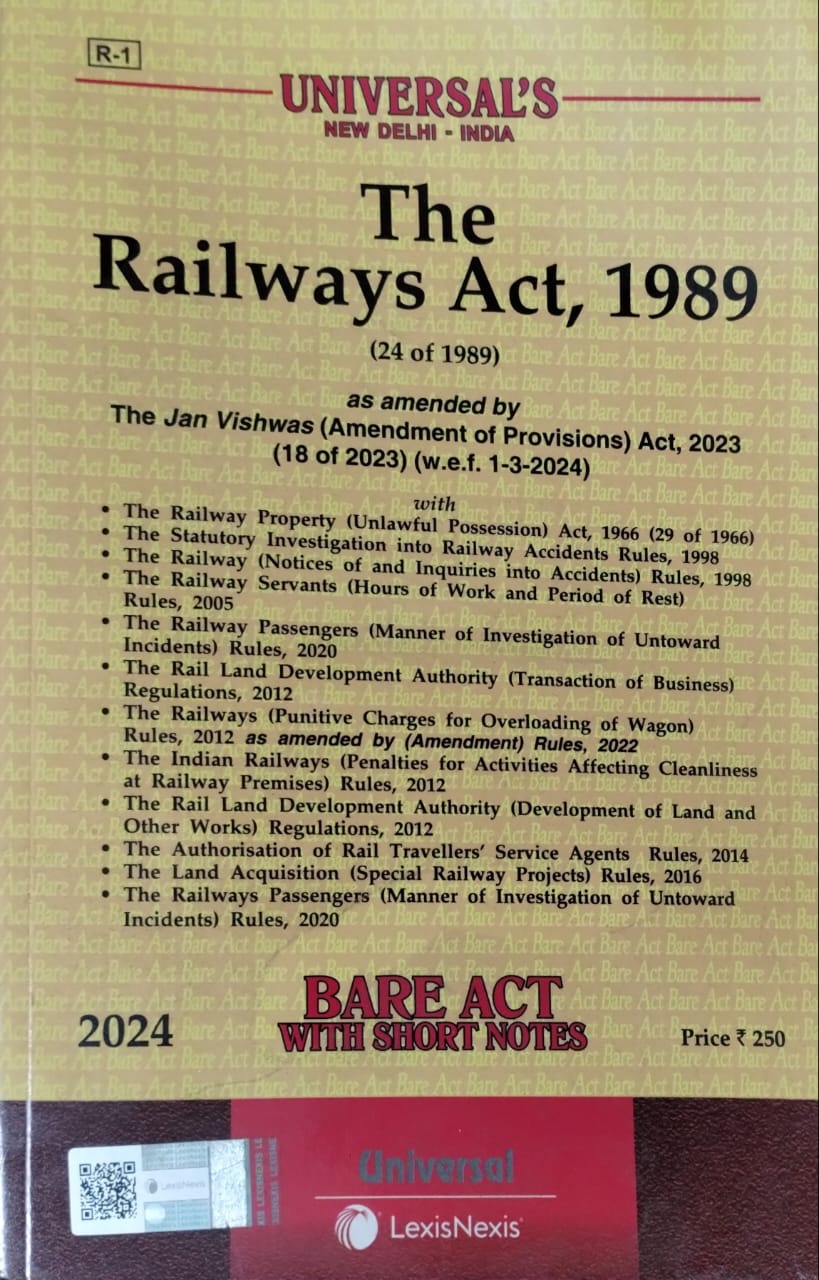 R-1
UNIVERSAL'S
NEW DELHI - INDIA
The
Railways Act, 1989
(24 of 1989)
as amended by
The Jan Vishwas (Amendment of Provisions) Act, 2023
(18 of 2023) (w.e.f. 1-3-2024)
with
• The Railway Property (Unlawful Possession) Act, 1966 (29 of 1966)
• The Statutory Investigation into Railway Accidents Rules, 1998
• The Railway (Notices of and Inquiries into Accidents) Rules, 1998
• The Railway Servants (Hours of Work and Period of Rest)
Rules, 2005
• The Railway Passengers (Manner of Investigation of Untoward
Incidents) Rules, 2020
• The Rail Land Development Authority (Transaction of Business)
Regulations, 2012
• The Railways (Punitive Charges for Overloading of Wagon)
Rules, 2012 as amended by (Amendment) Rules, 2022
• The Indian Railways (Penalties for Activities Affecting Cleanliness
at Railway Premises) Rules, 2012
• The Rail Land Development Authority (Development of Land and
Other Works) Regulations, 2012
• The Authorisation of Rail Travellers' Service Agents Rules, 2014
• The Land Acquisition (Special Railway Projects) Rules, 2016
• The Railways Passengers (Manner of Investigation of Untoward
Incidents) Rules, 2020
BARE ACT
WITH SHORT NOTES
2024
Price ₹ 250
Universal
LexisNexis
LexisNexis